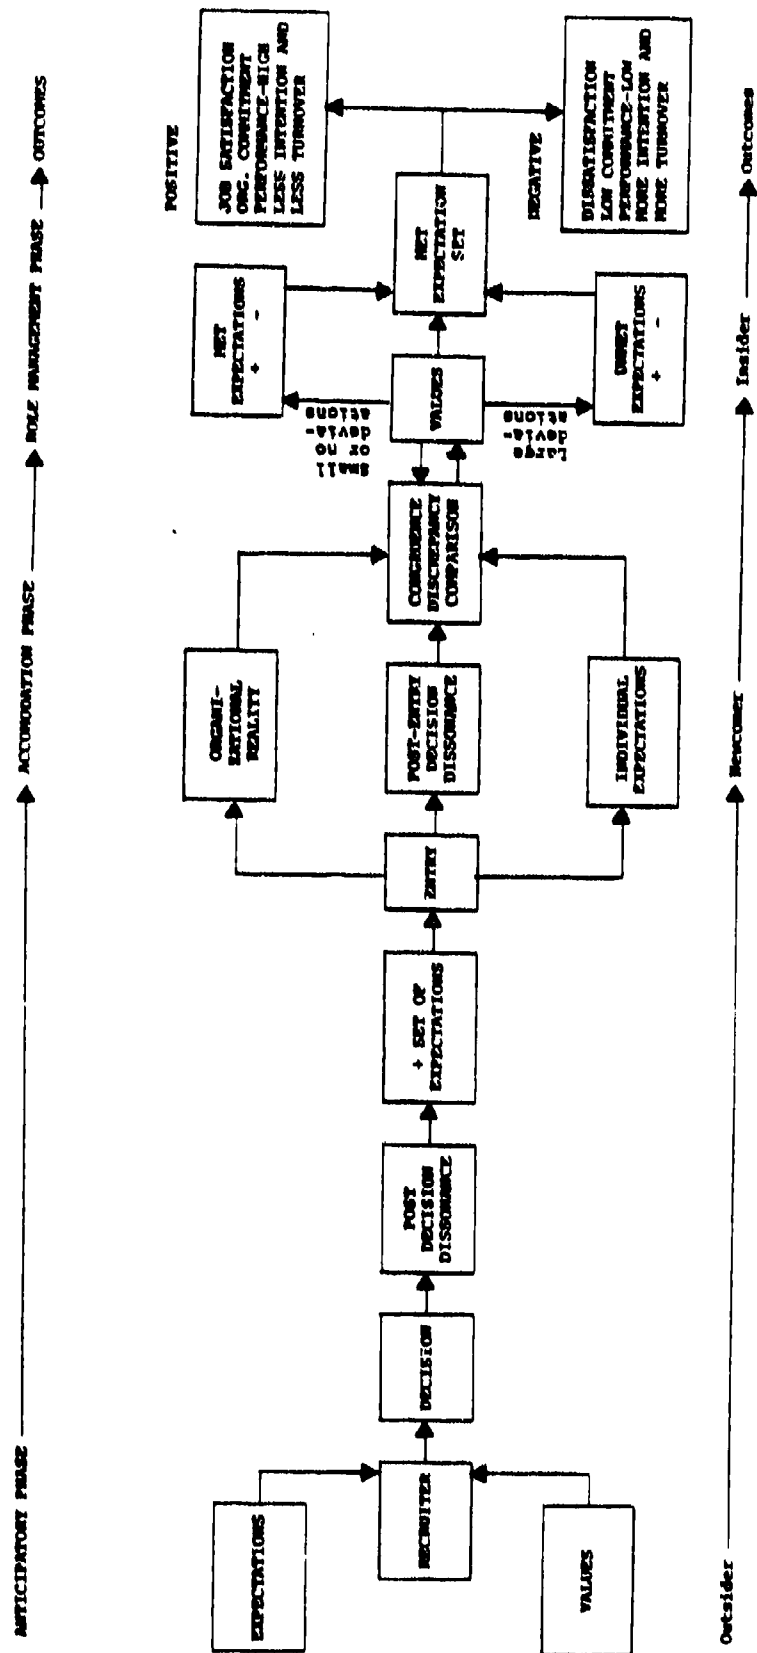 ANTICIPATORY PHASE
ACCOMODATION PHASE
ROLE MANAGEMENT PHASE
OUTCOMES
EXPECTATIONS
VALUES
RECRUITER
DECISION
POST
DECISION
DISSONANCE
+ SET OF
EXPECTATIONS
ENTRY
ORGANI-
ZATIONAL
REALITY
POST-ENTRY
DECISION
DISSONANCE
INDIVIDUAL
EXPECTATIONS
CONGRUENCE
DISCREPANCY
COMPARISON
small
or no
devia-
ations
VALUES
Large
devia-
ations
MET
EXPECTATIONS
+ -
MET
EXPECTATION
SET
UNMET
EXPECTATIONS
+ -
POSITIVE
JOB SATISFACTION
ORG. COMMITMENT
PERFORMANCE-HIGH
LESS INTENTION AND
LESS TURNOVER
NEGATIVE
DISSATISFACTION
LOW COMMITMENT
PERFORMANCE-LOW
MORE INTENTION AND
MORE TURNOVER
Outsider
Newcomer
Insider
Outcomes